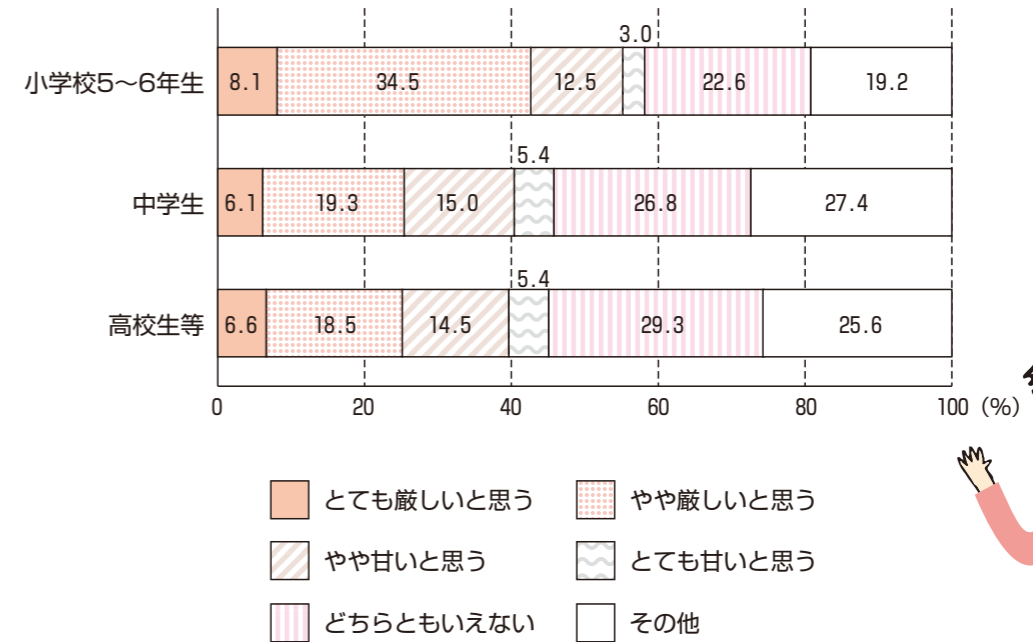 3.0
小学校5〜6年生 8.1 34.5 12.5 22.6 19.2
5.4
中学生 6.1 19.3 15.0 26.8 27.4
5.4
高校生等 6.6 18.5 14.5 29.3 25.6
0 20 40 60 80 100 (%)
とても厳しいと思う やや厳しいと思う
やや甘いと思う とても甘いと思う
どちらともいえない その他